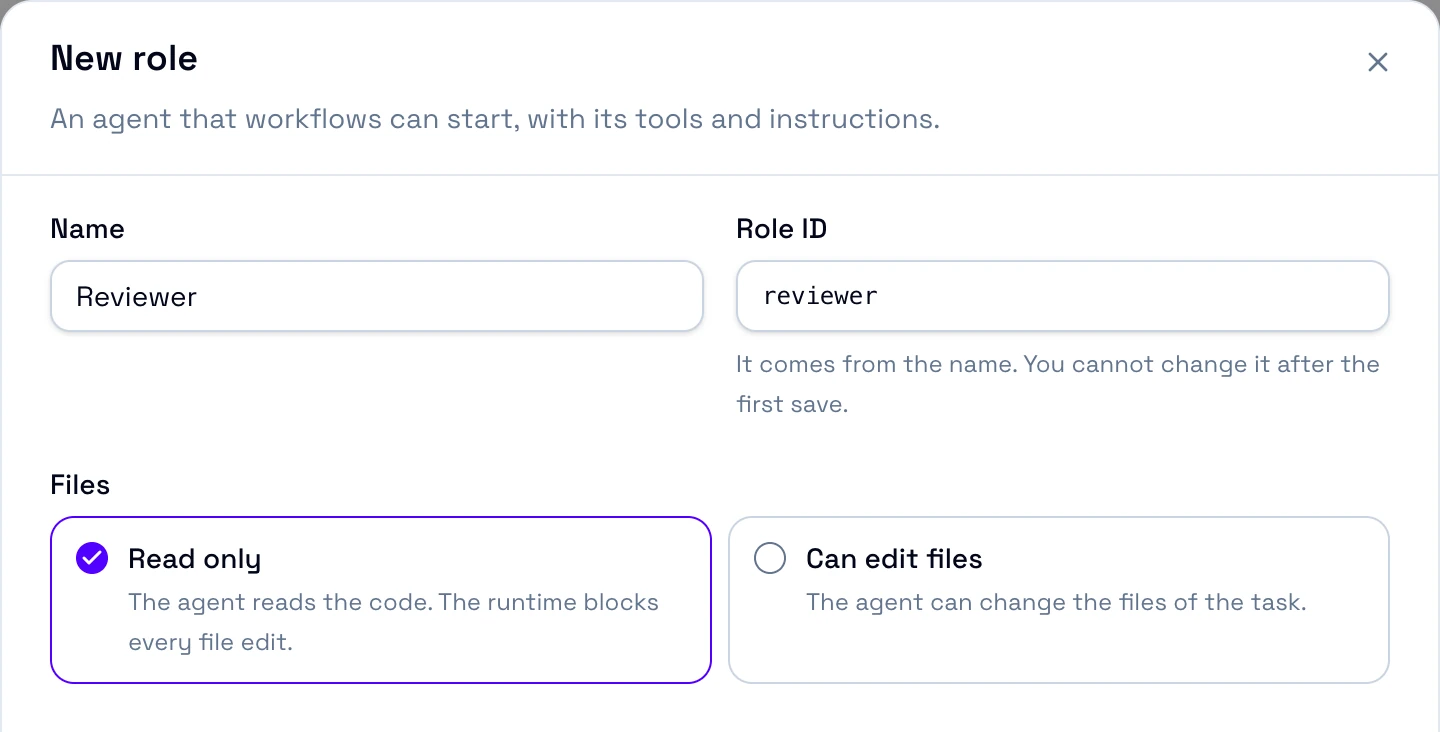 New role
An agent that workflows can start, with its tools and instructions.
Name
Reviewer
Role ID
reviewer
It comes from the name. You cannot change it after the
first save.
Files
Read only
The agent reads the code. The runtime blocks
every file edit.
Can edit files
The agent can change the files of the task.